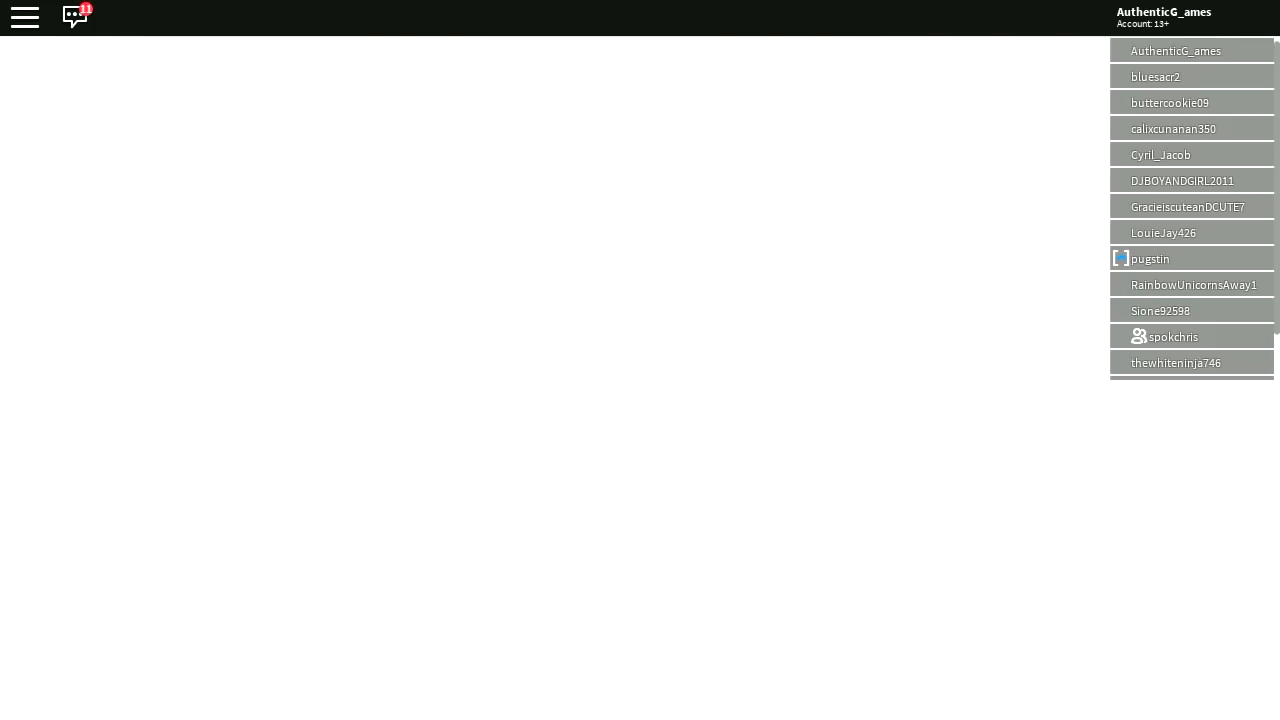 11
AuthenticG_ames
Account: 13+
AuthenticG_ames
bluesacr2
buttercookie09
calixcunanan350
Cyril_Jacob
DJBOYANDGIRL2011
GracieiscuteanDCUTE7
LouieJay426
pugstin
RainbowUnicornsAway1
Sione92598
spokchris
thewhiteninja746